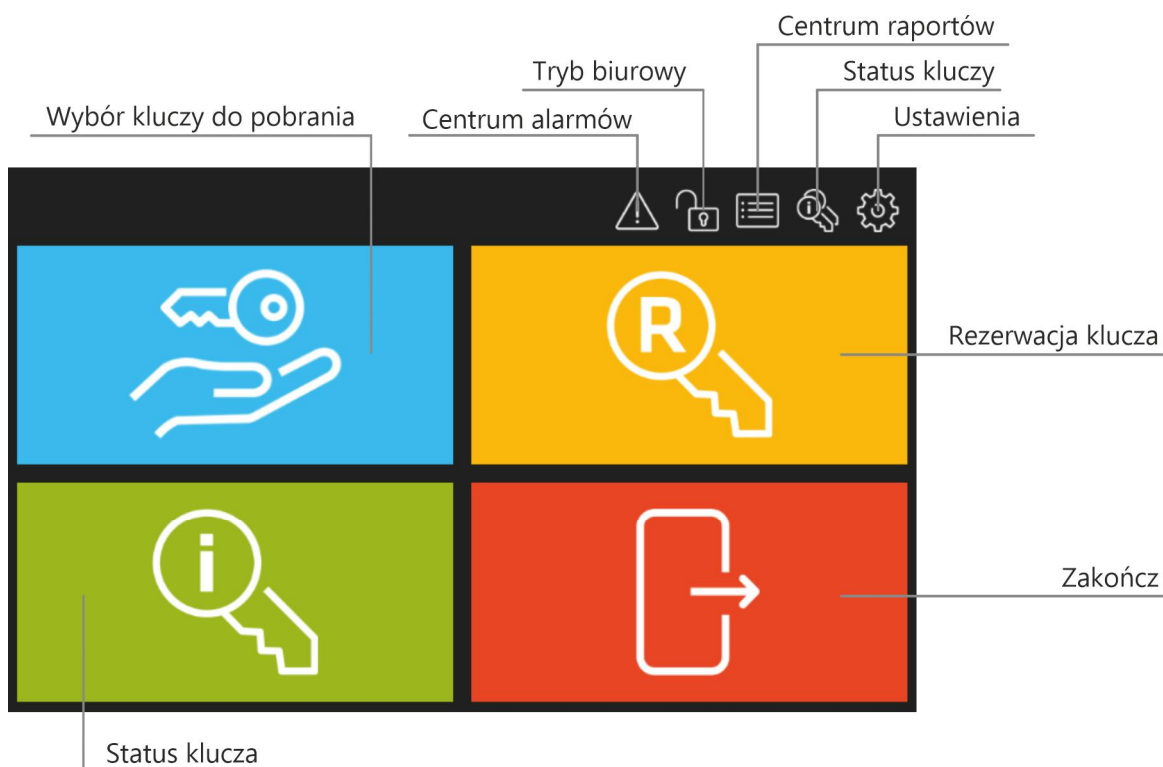 Centrum raportów
Tryb biurowy
Status kluczy
Wybór kluczy do pobrania
Centrum alarmów
Ustawienia
i
R
Rezerwacja klucza
i
Zakończ
Status klucza